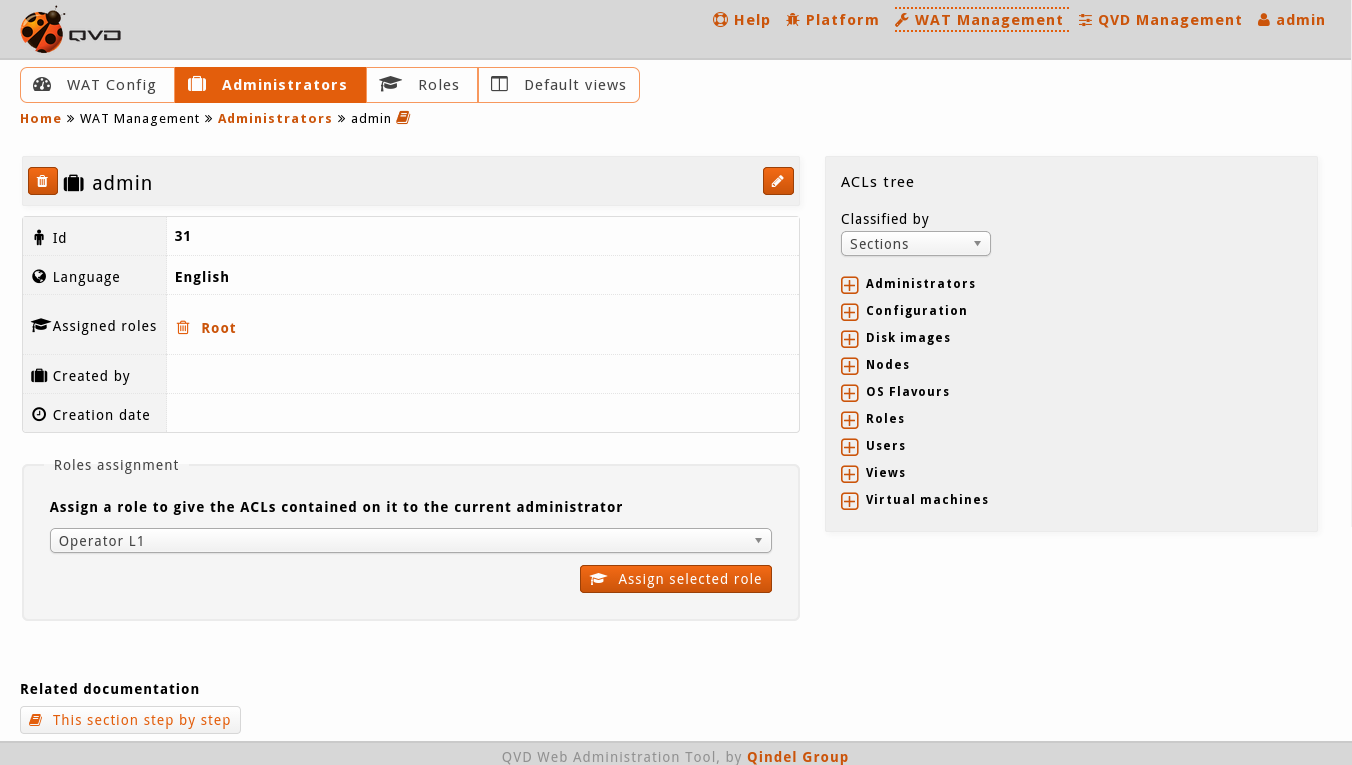 QVD
Help Platform WAT Management QVD Management admin
WAT Config Administrators Roles Default views
Home » WAT Management » Administrators » admin
admin
Id 31
Language English
Assigned roles Root
Created by
Creation date
Roles assignment
Assign a role to give the ACLs contained on it to the current administrator
Operator L1
Assign selected role
ACLs tree
Classified by
Sections
Administrators
Configuration
Disk images
Nodes
OS Flavours
Roles
Users
Views
Virtual machines
Related documentation
This section step by step
QVD Web Administration Tool, by Qindel Group